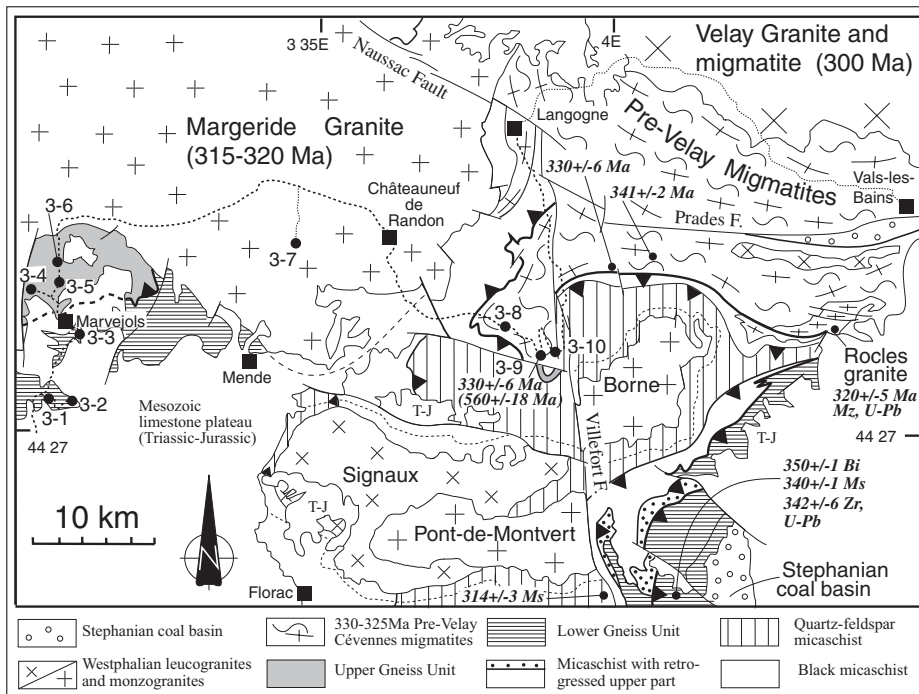 3 35E
4 E
Naussac Fault
Velay Granite and
migmatite (300 Ma)
Margeride Granite
(315-320 Ma)
Langogne
Pre-Velay Migmatites
330+/-6 Ma
341+/-2 Ma
Vals-les-
Bains
Prades F.
Châteauneuf
de
Randon
3-6
3-7
3-4
3-5
Marvejols
3-3
3-8
3-10
3-9
Mende
330+/-6 Ma
(560+/-18 Ma)
Borne
Rocles
granite
320+/-5 Ma
Mz, U-Pb
3-1
3-2
Mesozoic
limestone plateau
(Triassic-Jurassic)
T-J
T-J
44 27
44 27
Villefort F.
Signaux
350+/-1 Bi
340+/-1 Ms
342+/-6 Zr,
U-Pb
T-J
10 km
N
Pont-de-Montvert
Stephanian
coal basin
Florac
314+/-3 Ms
Stephanian coal basin
330-325Ma Pre-Velay
Cévennes migmatites
Lower Gneiss Unit
Quartz-feldspar
micaschist
Westphalian leucogranites
and monzogranites
Upper Gneiss Unit
Micaschist with retro-
gressed upper part
Black micaschist